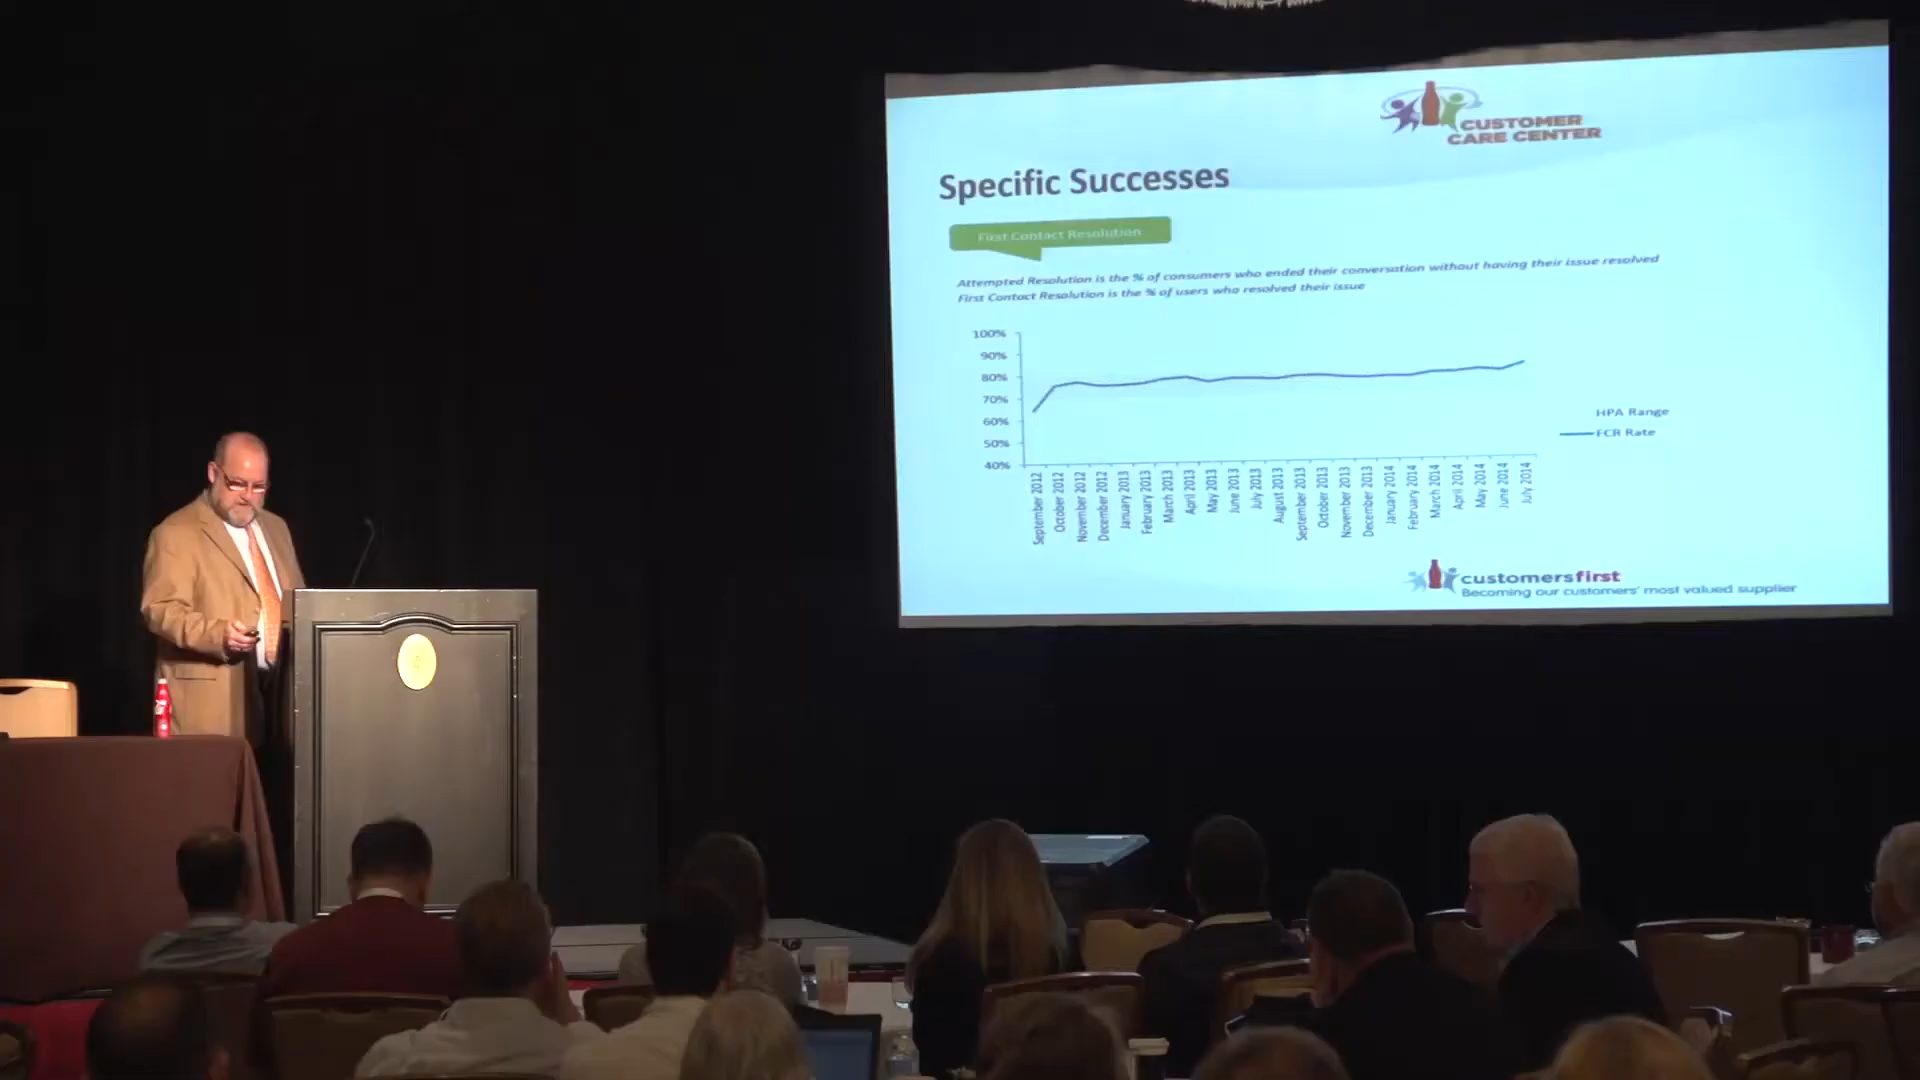 CUSTOMER
CARE CENTER
Specific Successes
First Contact Resolution
Attempted Resolution is the % of consumers who ended their conversation without having their issue resolved
First Contact Resolution is the % of users who resolved their issue
100%
90%
80%
70%
60%
50%
40%
HPA Range
FCR Rate
September 2012
October 2012
November 2012
December 2012
January 2013
February 2013
March 2013
April 2013
May 2013
June 2013
July 2013
August 2013
September 2013
October 2013
November 2013
December 2013
January 2014
February 2014
March 2014
April 2014
May 2014
June 2014
July 2014
customersfirst
Becoming our customers' most valued supplier